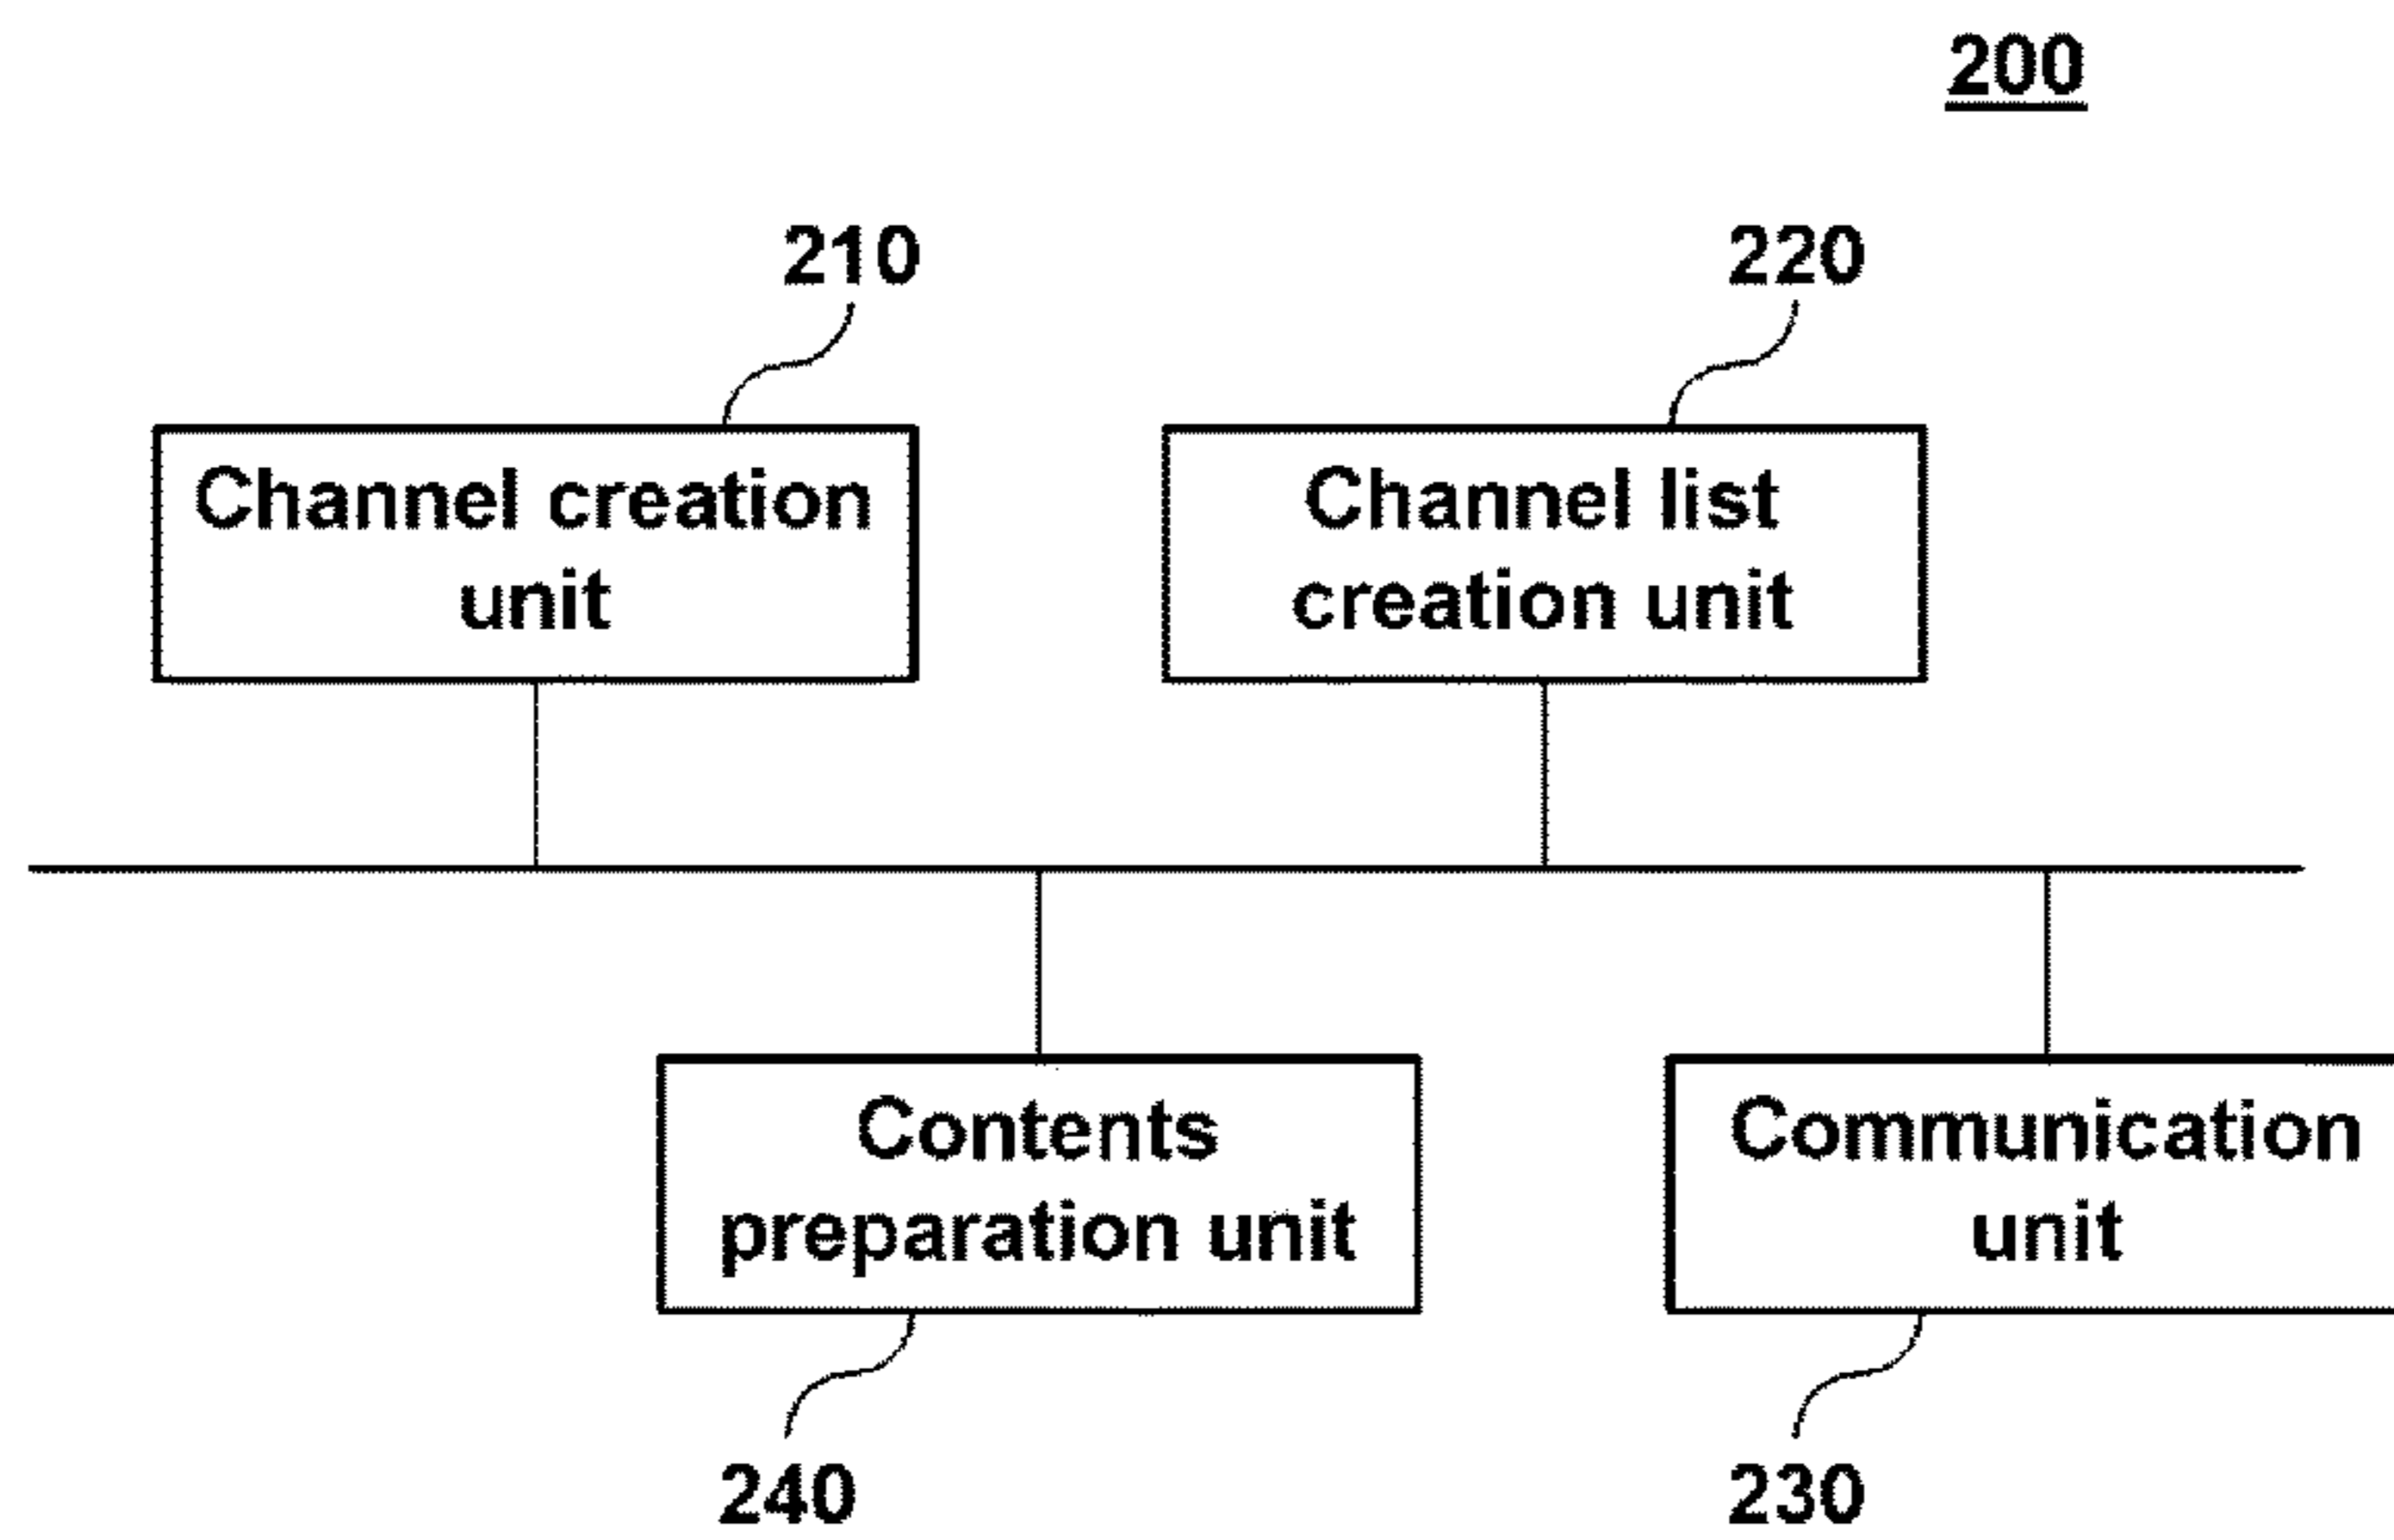 200
210
220
Channel creation
unit
Channel list
creation unit
Contents
preparation unit
Communication
unit
240
230